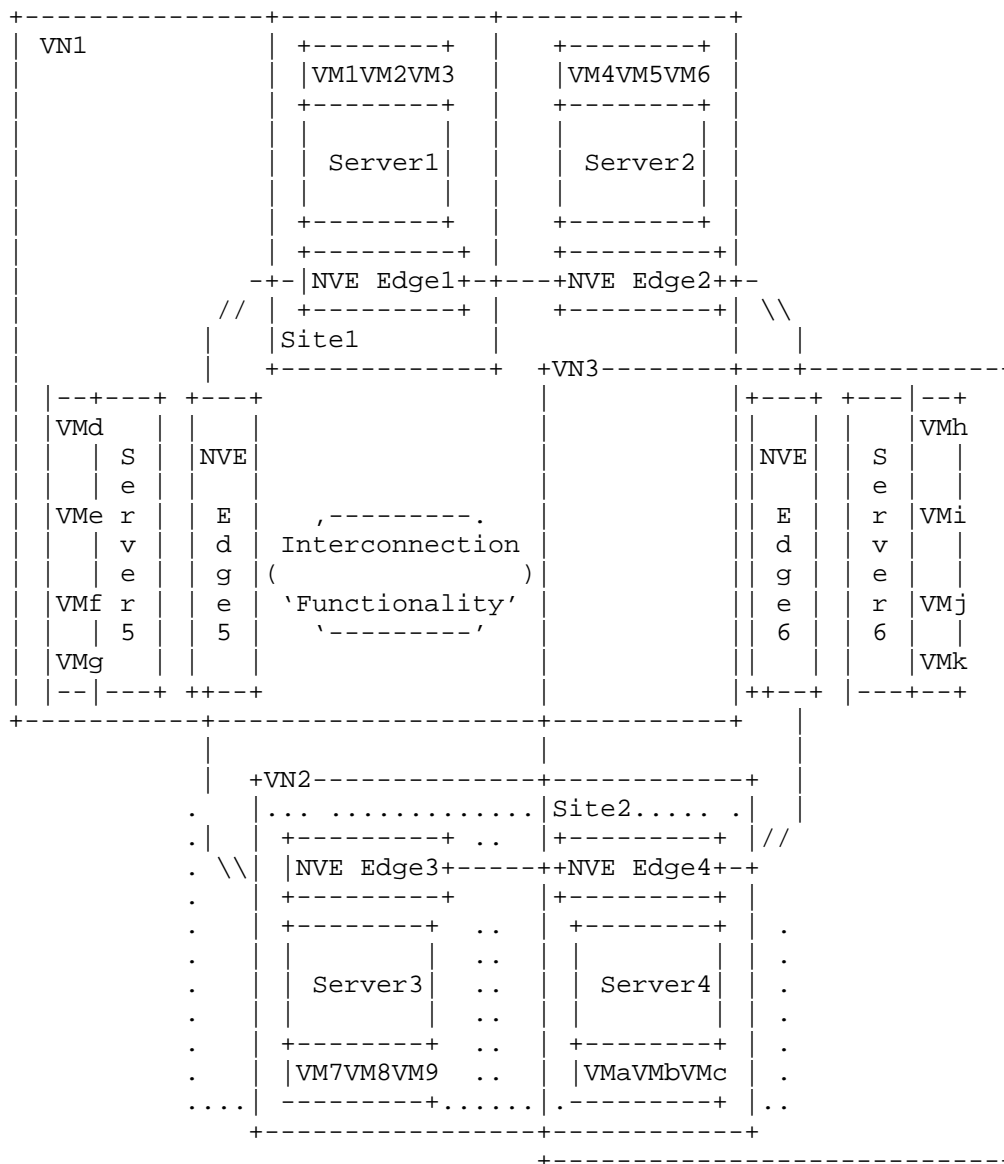 VN1
VM1VM2VM3 VM4VM5VM6
Server1 Server2
NVE Edge1 NVE Edge2
Site1
VN3
VMd VMh
S NVE NVE S
e e
VMe r E E r VMi
v d d v
e g Interconnection g e
VMf r e Functionality e r VMj
5 5 6 6
VMg VMk
VN2
Site2
NVE Edge3 NVE Edge4
Server3 Server4
VM7VM8VM9 VMaVMbVMc